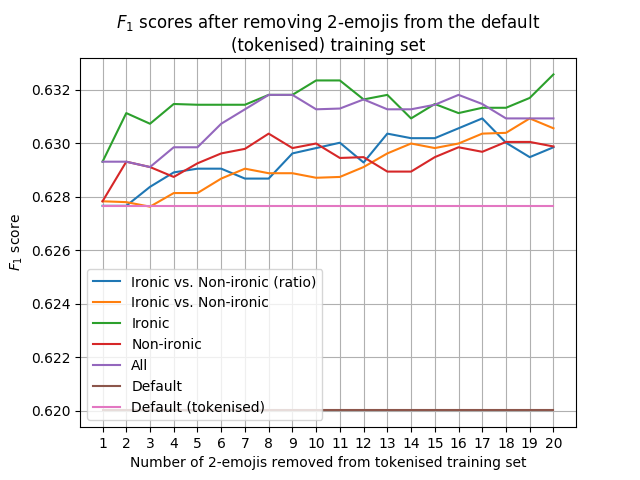 F1 scores after removing 2-emojis from the default
(tokenised) training set
F1 score
0.632
0.630
0.628
0.626
0.624
0.622
0.620
Ironic vs. Non-ironic (ratio)
Ironic vs. Non-ironic
Ironic
Non-ironic
All
Default
Default (tokenised)
1 2 3 4 5 6 7 8 9 10 11 12 13 14 15 16 17 18 19 20
Number of 2-emojis removed from tokenised training set